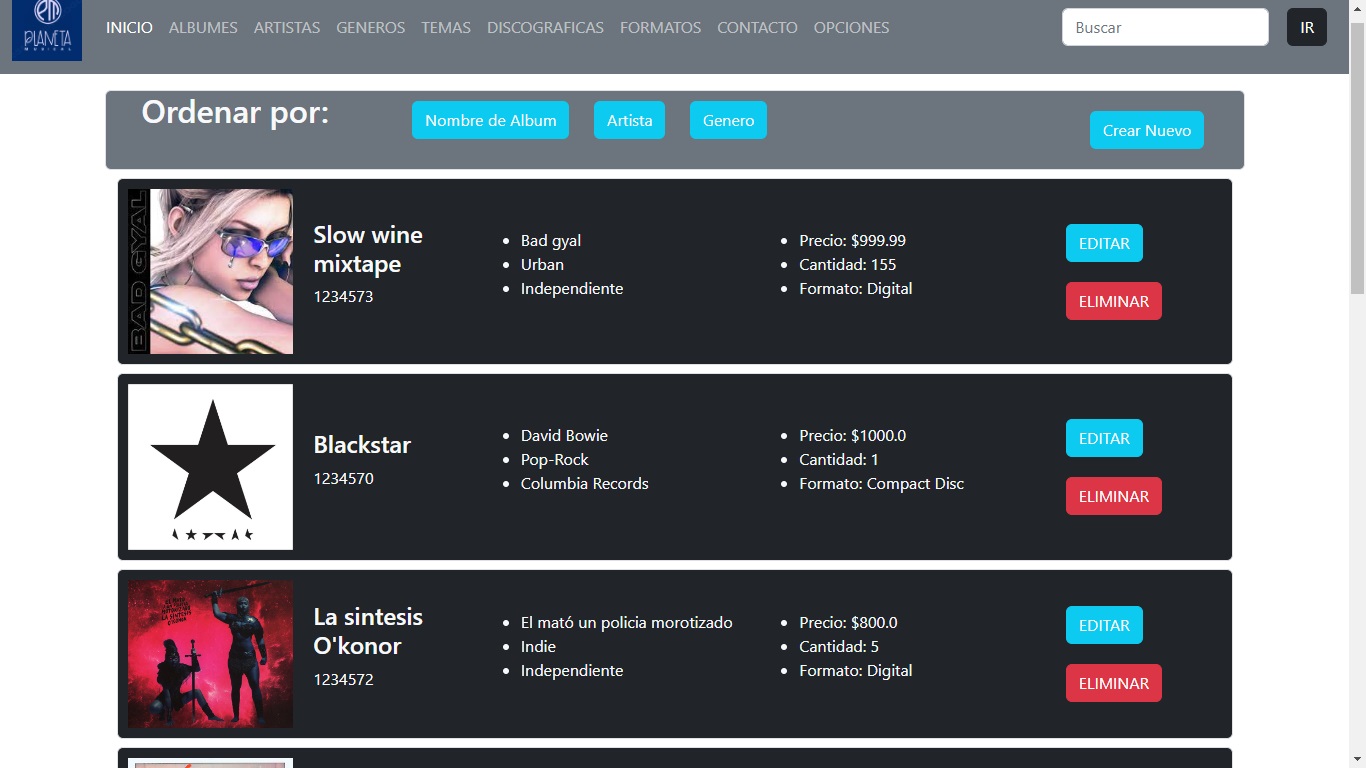 PLANETA
MUSICAL
INICIO ALBUMES ARTISTAS GENEROS TEMAS DISCOGRAFICAS FORMATOS CONTACTO OPCIONES Buscar IR
Ordenar por: Nombre de Album Artista Genero Crear Nuevo
BAD GYAL
Slow wine
mixtape
1234573
Bad gyal
Urban
Independiente
Precio: $999.99
Cantidad: 155
Formato: Digital
EDITAR
ELIMINAR
Blackstar
1234570
David Bowie
Pop-Rock
Columbia Records
Precio: $1000.0
Cantidad: 1
Formato: Compact Disc
EDITAR
ELIMINAR
La sintesis
O'konor
1234572
El mató un policia morotizado
Indie
Independiente
Precio: $800.0
Cantidad: 5
Formato: Digital
EDITAR
ELIMINAR